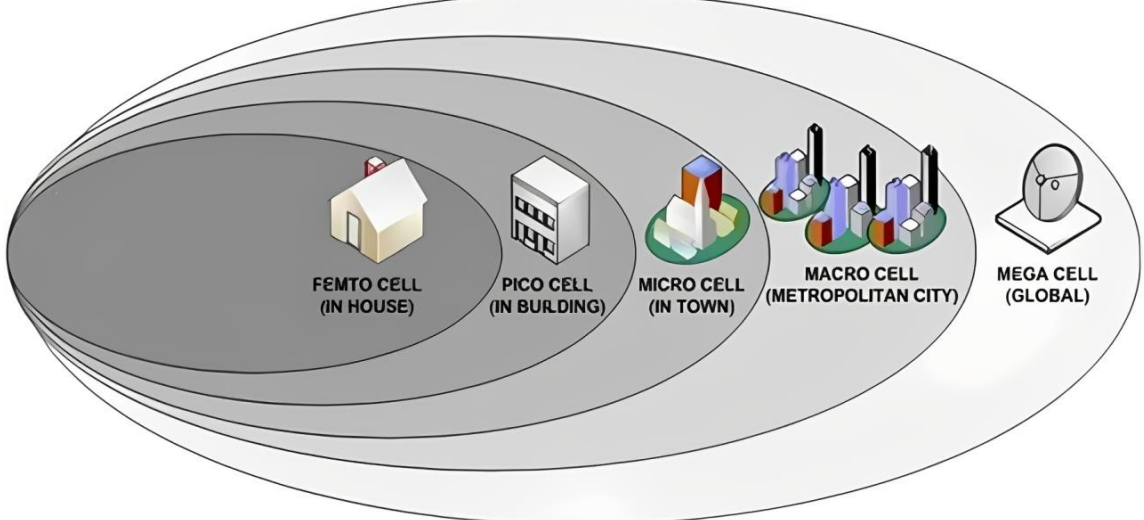 FEMTO CELL
(IN HOUSE)
PICO CELL
(IN BUILDING)
MICRO CELL
(IN TOWN)
MACRO CELL
(METROPOLITAN CITY)
MEGA CELL
(GLOBAL)